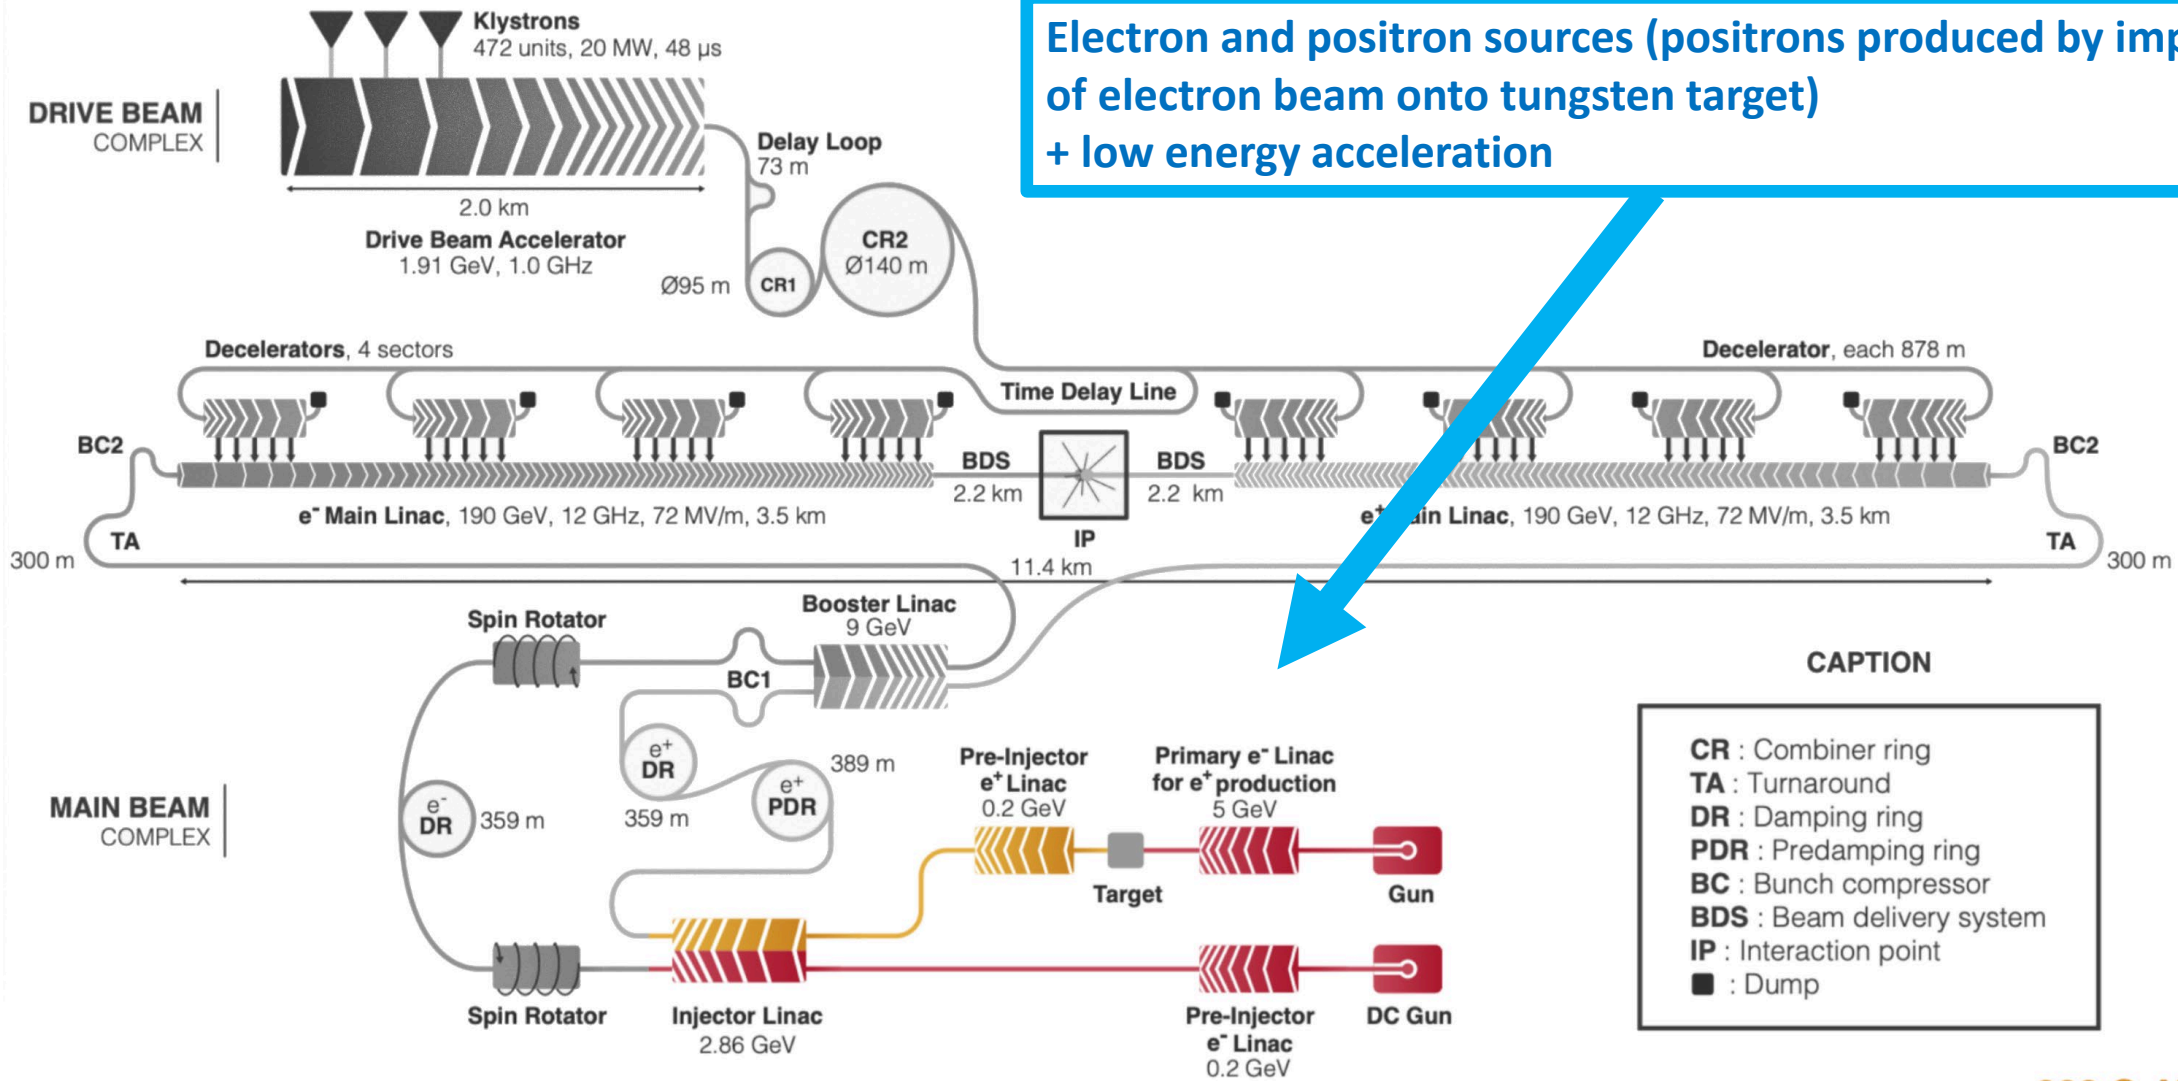 Klystrons
472 units, 20 MW, 48 µs
Electron and positron sources (positrons produced by
of electron beam onto tungsten target)
+ low energy acceleration
DRIVE BEAM
COMPLEX
Delay Loop
73 m
2.0 km
Drive Beam Accelerator
1.91 GeV, 1.0 GHz
CR2
Ø140 m
Ø95 m
CR1
Decelerators, 4 sectors
Decelerator, each 878 m
Time Delay Line
BC2
BDS
2.2 km
BDS
2.2 km
BC2
e⁻ Main Linac, 190 GeV, 12 GHz, 72 MV/m, 3.5 km
IP
e⁺ Linac, 190 GeV, 12 GHz, 72 MV/m, 3.5 km
TA
300 m
11.4 km
TA
300 m
Spin Rotator
Booster Linac
9 GeV
BC1
CAPTION
CR : Combiner ring
TA : Turnaround
DR : Damping ring
PDR : Predamping ring
BC : Bunch compressor
BDS : Beam delivery system
IP : Interaction point
: Dump
MAIN BEAM
COMPLEX
e⁻
DR
359 m
e⁺
DR
359 m
e⁺
PDR
389 m
Pre-Injector
e⁺ Linac
0.2 GeV
Primary e⁻ Linac
for e⁺ production
5 GeV
Target
Gun
Spin Rotator
Injector Linac
2.86 GeV
Pre-Injector
e⁻ Linac
0.2 GeV
DC Gun